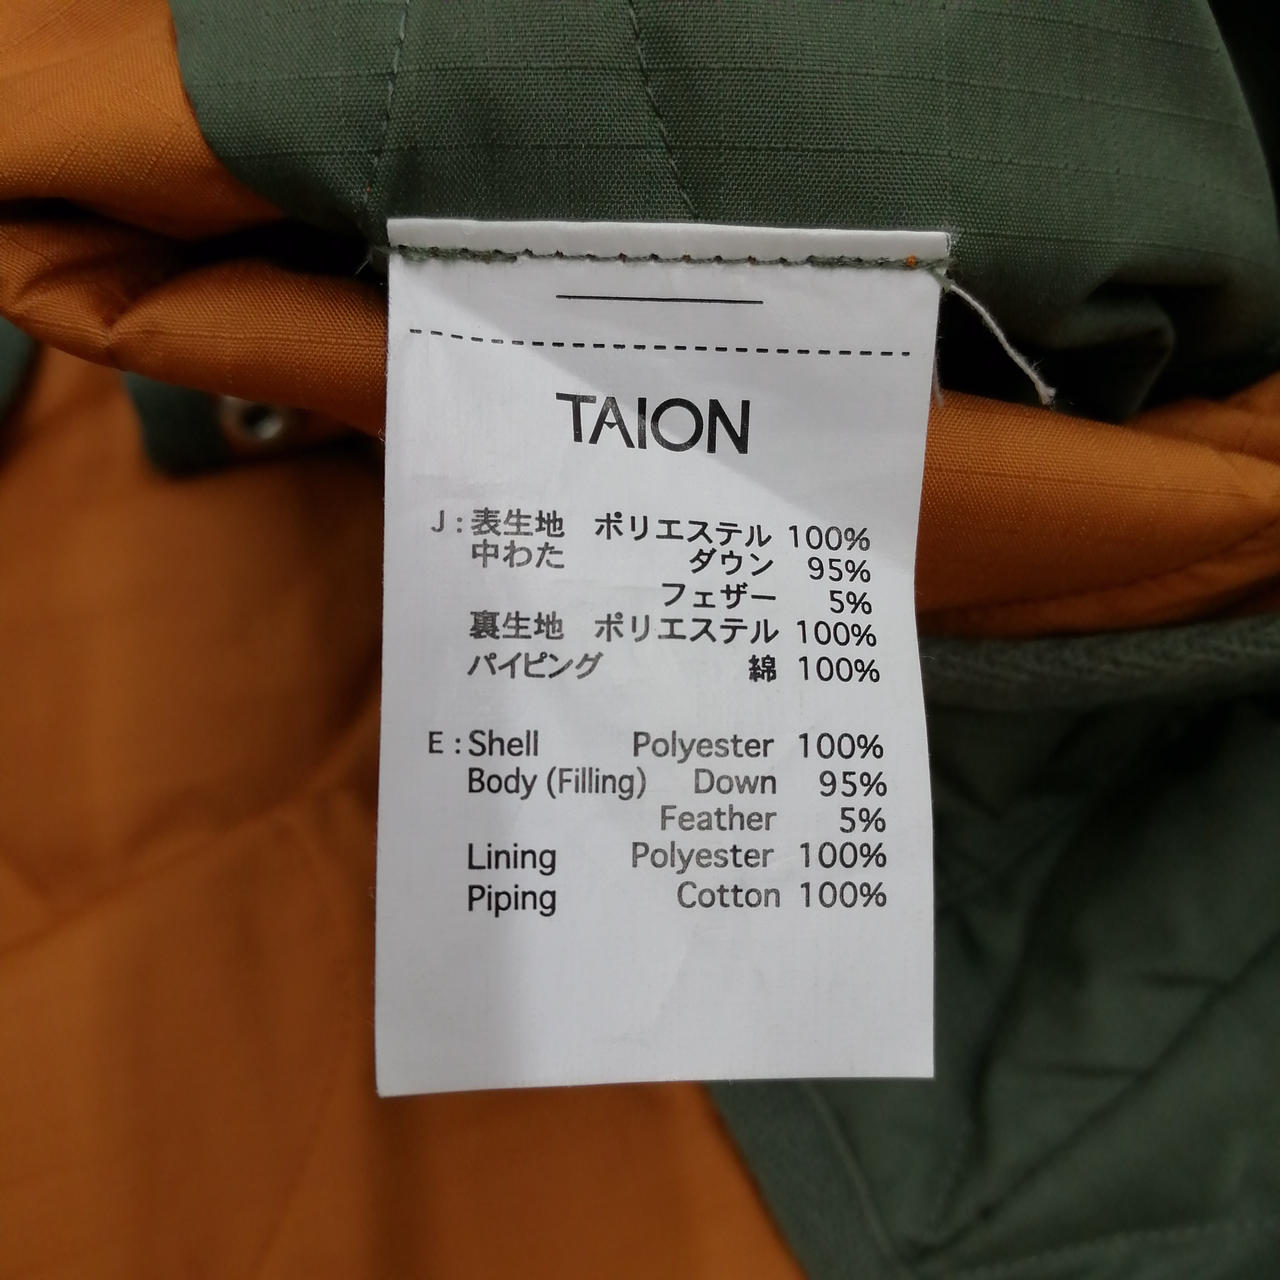 TAION
J : 表生地 ポリエステル 100%
中わた ダウン 95%
フェザー 5%
裏生地 ポリエステル 100%
パイピング 綿 100%
E : Shell Polyester 100%
Body (Filling) Down 95%
Feather 5%
Lining Polyester 100%
Piping Cotton 100%